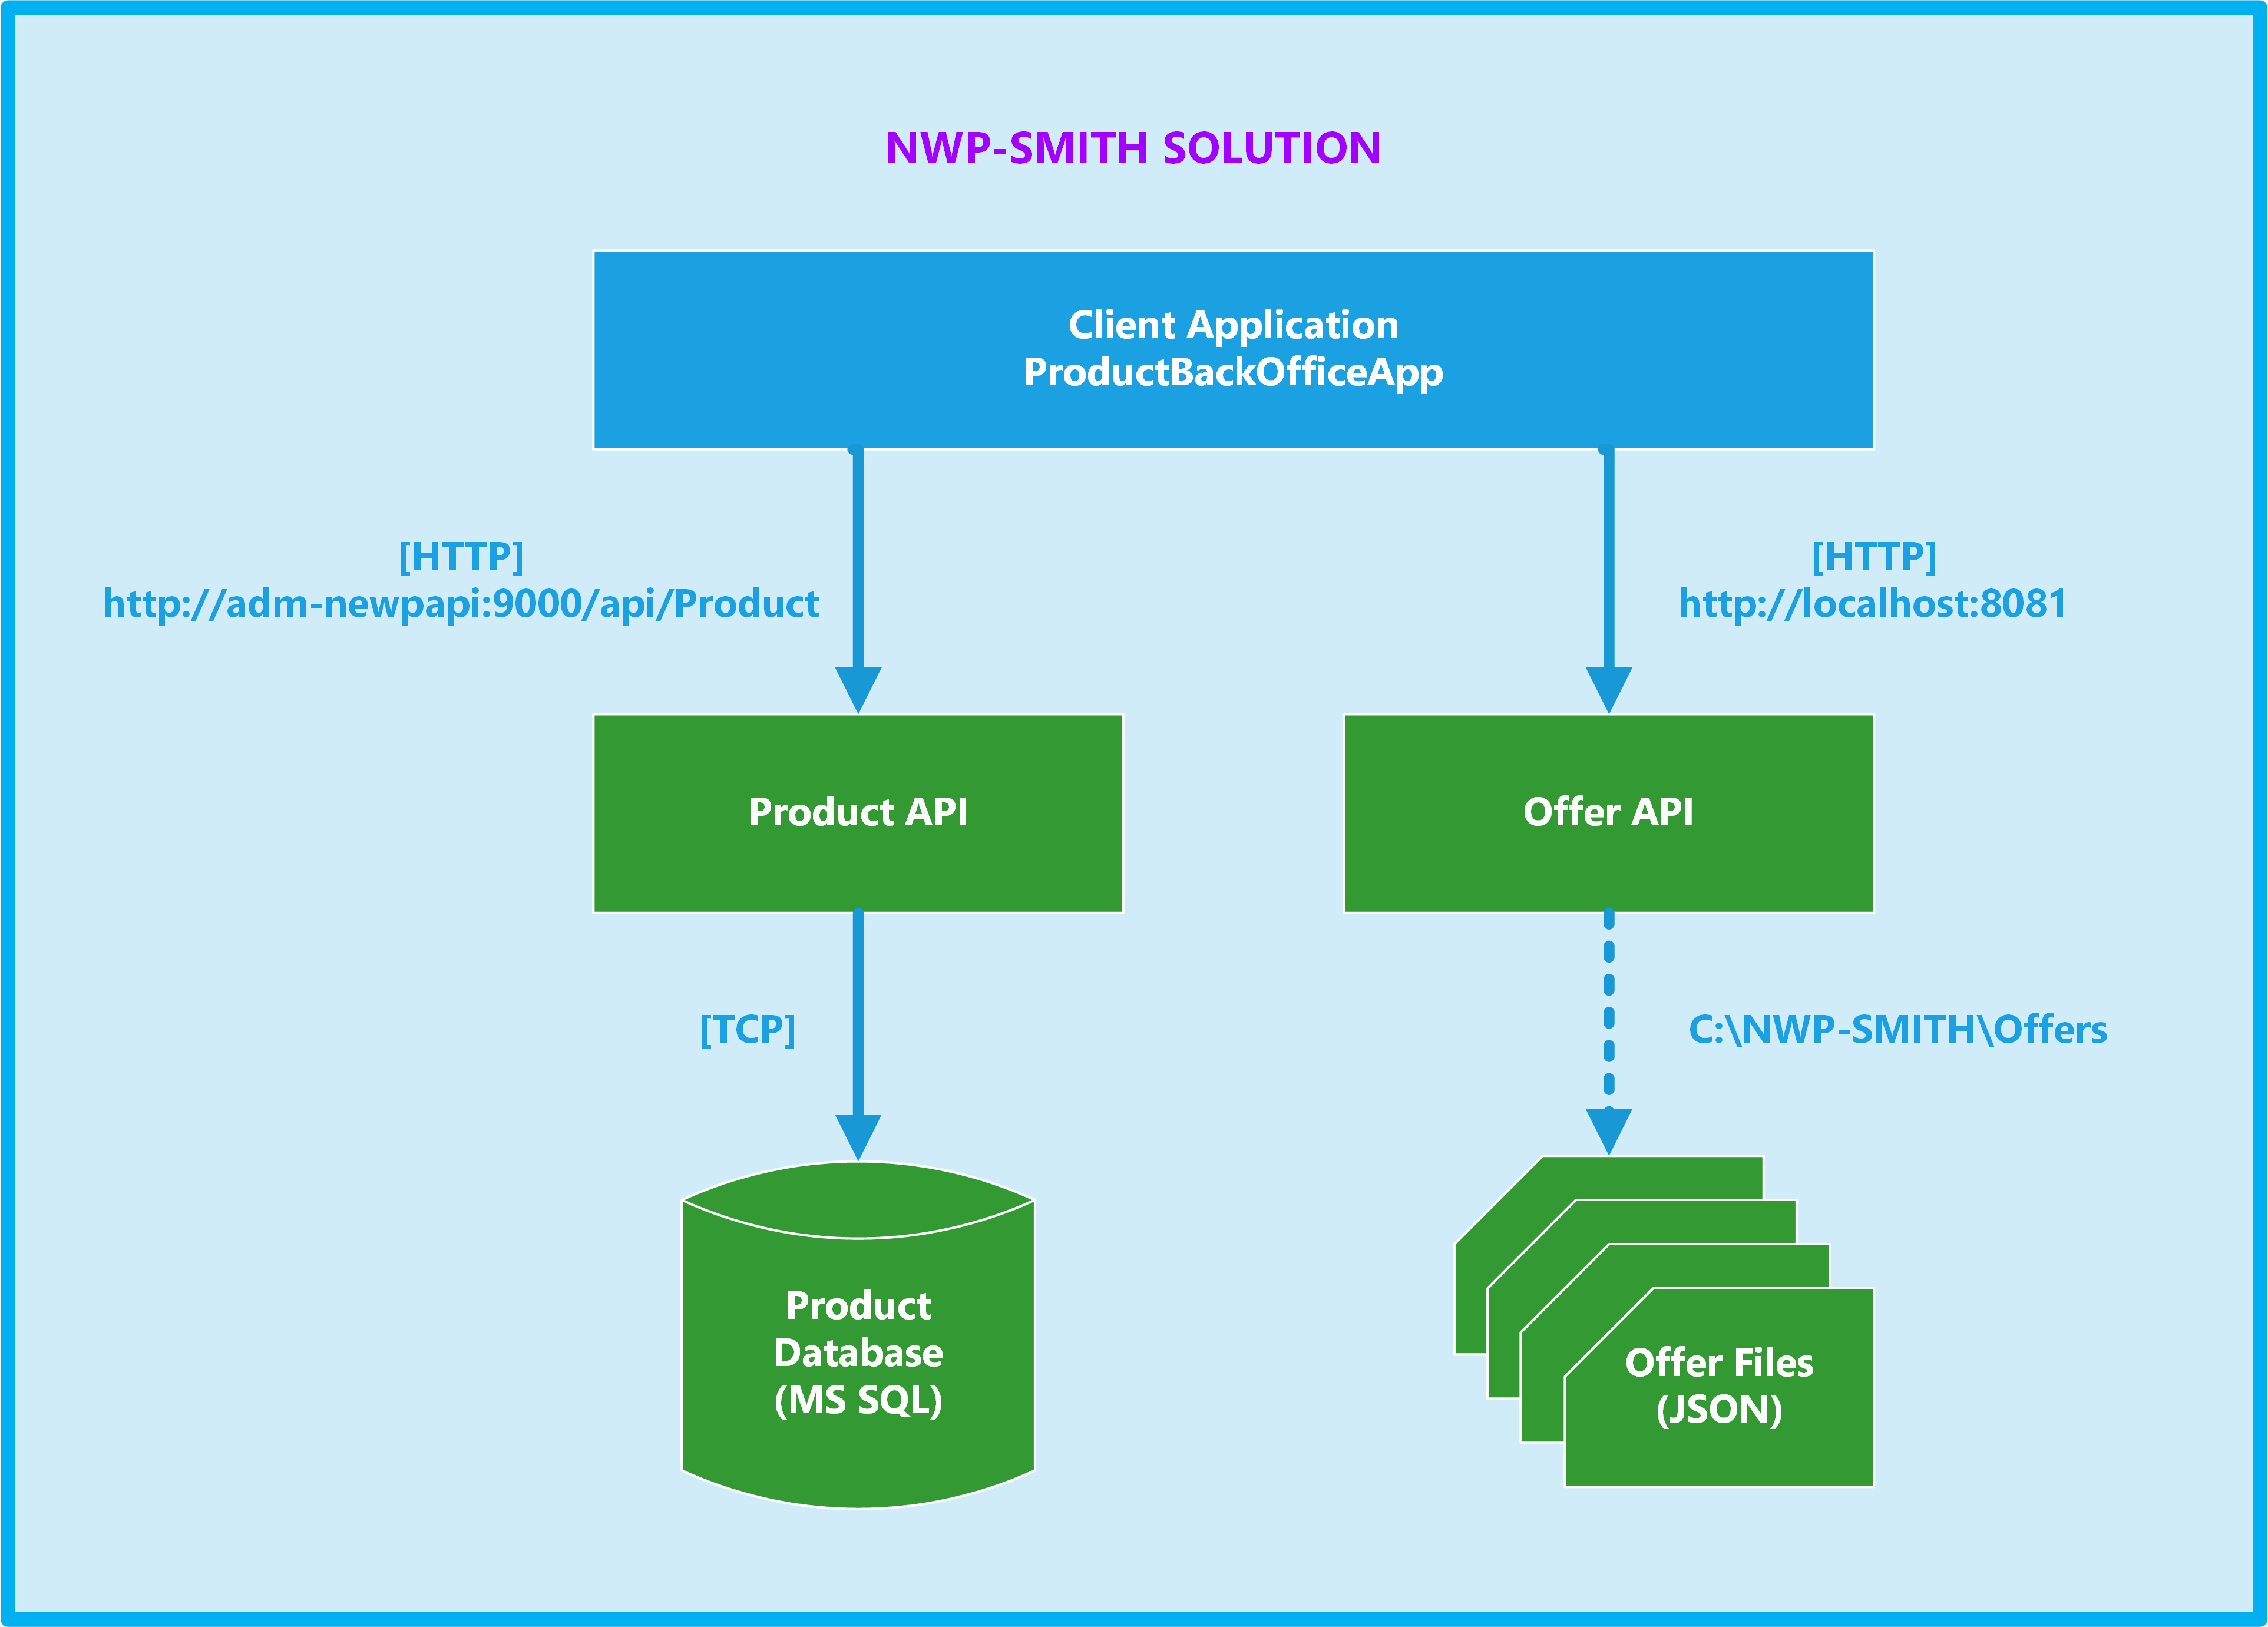 NWP-SMITH SOLUTION
Client Application
ProductBackOfficeApp
[HTTP]
http://adm-newpapi:9000/api/Product
[HTTP]
http://localhost:8081
Product API
Offer API
[TCP]
C:\NWP-SMITH\Offers
Product
Database
(MS SQL)
Offer Files
(JSON)